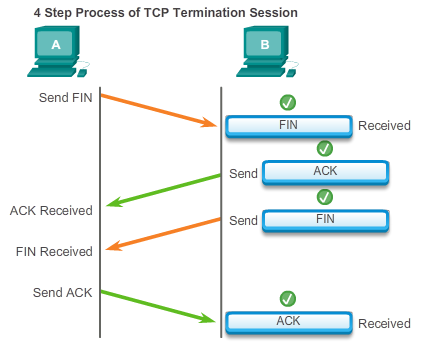 4 Step Process of TCP Termination Session
A
B
Send FIN
FIN
Received
Send
ACK
ACK Received
Send
FIN
FIN Received
Send ACK
ACK
Received